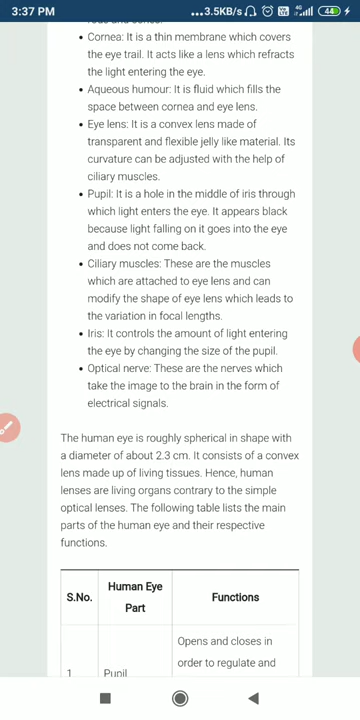 3:37 PM
...3.5KB/s 4G 44
rods and cones.
• Cornea: It is a thin membrane which covers
the eye trail. It acts like a lens which refracts
the light entering the eye.
• Aqueous humour: It is fluid which fills the
space between cornea and eye lens.
• Eye lens: It is a convex lens made of
transparent and flexible jelly like material. Its
curvature can be adjusted with the help of
ciliary muscles.
• Pupil: It is a hole in the middle of iris through
which light enters the eye. It appears black
because light falling on it goes into the eye
and does not come back.
• Ciliary muscles: These are the muscles
which are attached to eye lens and can
modify the shape of eye lens which leads to
the variation in focal lengths.
• Iris: It controls the amount of light entering
the eye by changing the size of the pupil.
• Optical nerve: These are the nerves which
take the image to the brain in the form of
electrical signals.
The human eye is roughly spherical in shape with
a diameter of about 2.3 cm. It consists of a convex
lens made up of living tissues. Hence, human
lenses are living organs contrary to the simple
optical lenses. The following table lists the main
parts of the human eye and their respective
functions.
S.No.
Human Eye
Part
Functions
1
Pupil
Opens and closes in
order to regulate and